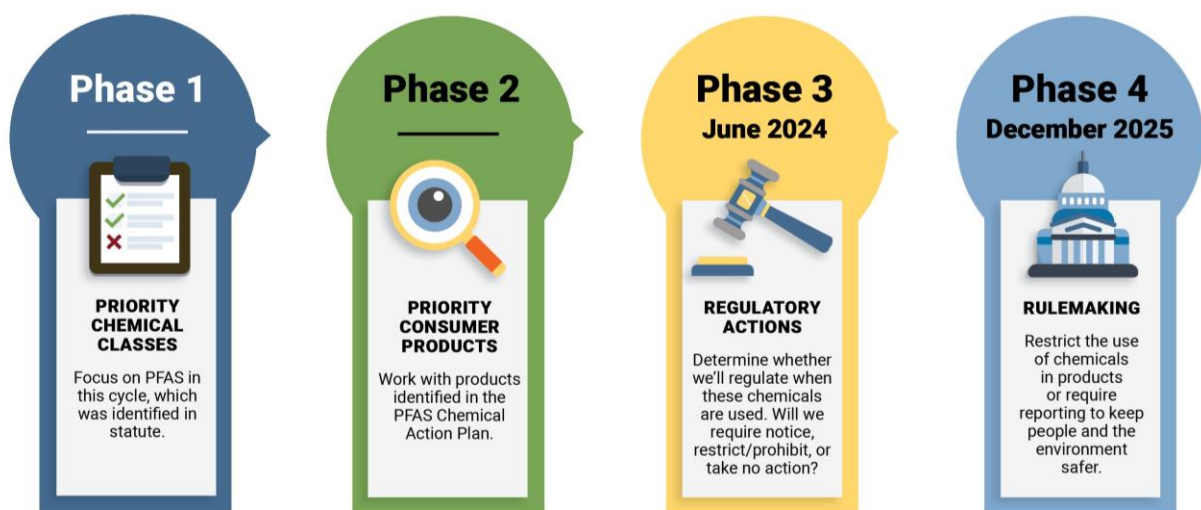 Phase 1
PRIORITY
CHEMICAL
CLASSES
Focus on PFAS in
this cycle, which
was identified in
statute.
Phase 2
PRIORITY
CONSUMER
PRODUCTS
Work with products
identified in the
PFAS Chemical
Action Plan.
Phase 3
June 2024
REGULATORY
ACTIONS
Determine whether
we’ll regulate when
these chemicals
are used. Will we
require notice,
restrict/prohibit, or
take no action?
Phase 4
December 2025
RULEMAKING
Restrict the use
of chemicals
in products
or require
reporting to keep
people and the
environment
safer.